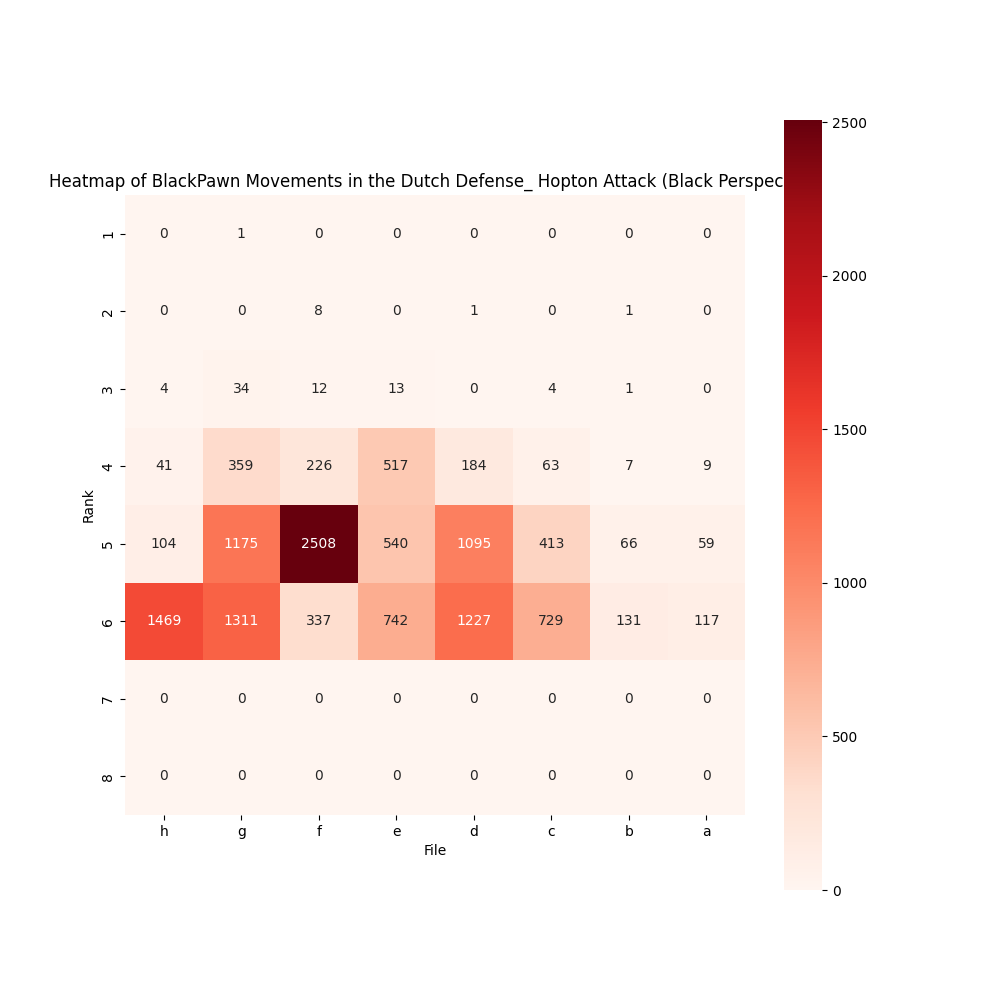 2500
Heatmap of BlackPawn Movements in the Dutch Defense_ Hopton Attack (Black Perspec
1 0 1 0 0 0 0 0 0
2000
2 0 0 8 0 1 0 1 0
3 4 34 12 13 0 4 1 0
1500
4 41 359 226 517 184 63 7 9
Rank
5 104 1175 2508 540 1095 413 66 59
1000
6 1469 1311 337 742 1227 729 131 117
7 0 0 0 0 0 0 0 0
500
8 0 0 0 0 0 0 0 0
h g f e d c b a
File
0